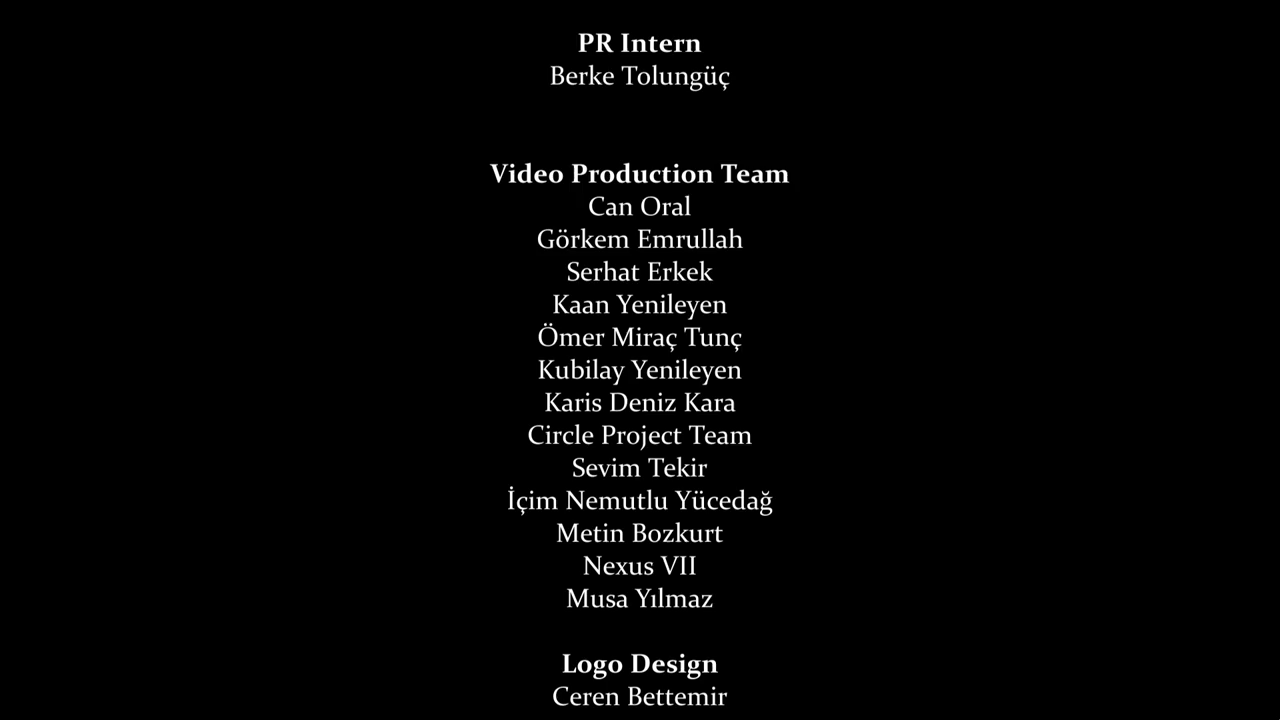 PR Intern
Berke Tolungüç
Video Production Team
Can Oral
Görkem Emrullah
Serhat Erkek
Kaan Yenileyen
Ömer Miraç Tunç
Kubilay Yenileyen
Karis Deniz Kara
Circle Project Team
Sevim Tekir
İçim Nemutlu Yücedağ
Metin Bozkurt
Nexus VII
Musa Yılmaz
Logo Design
Ceren Bettemir